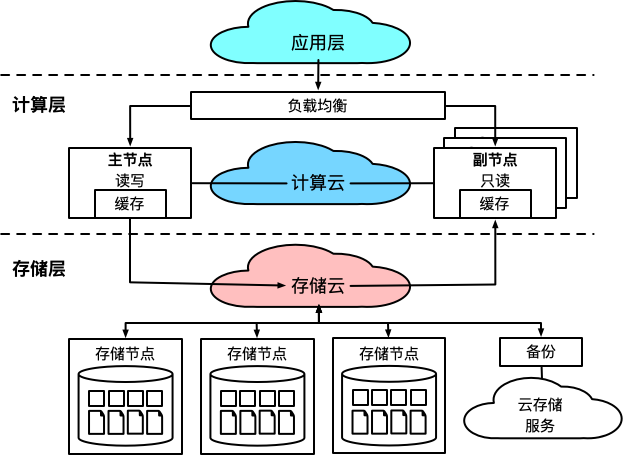 应用层
计算层
负载均衡
主节点
读写
缓存
计算云
副节点
只读
缓存
存储层
存储云
存储节点
存储节点
存储节点
备份
云存储
服务